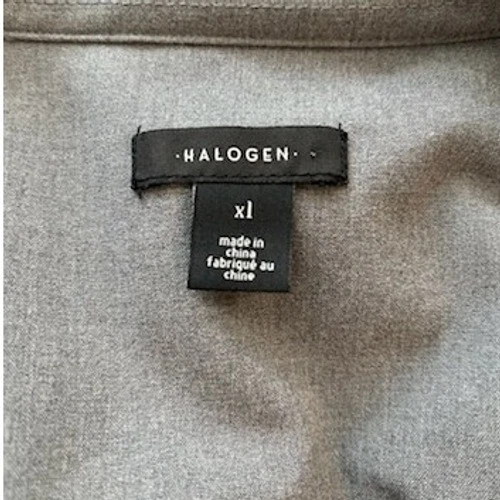 ·HALOGEN·
xl
made in
china
fabriqué au
chine